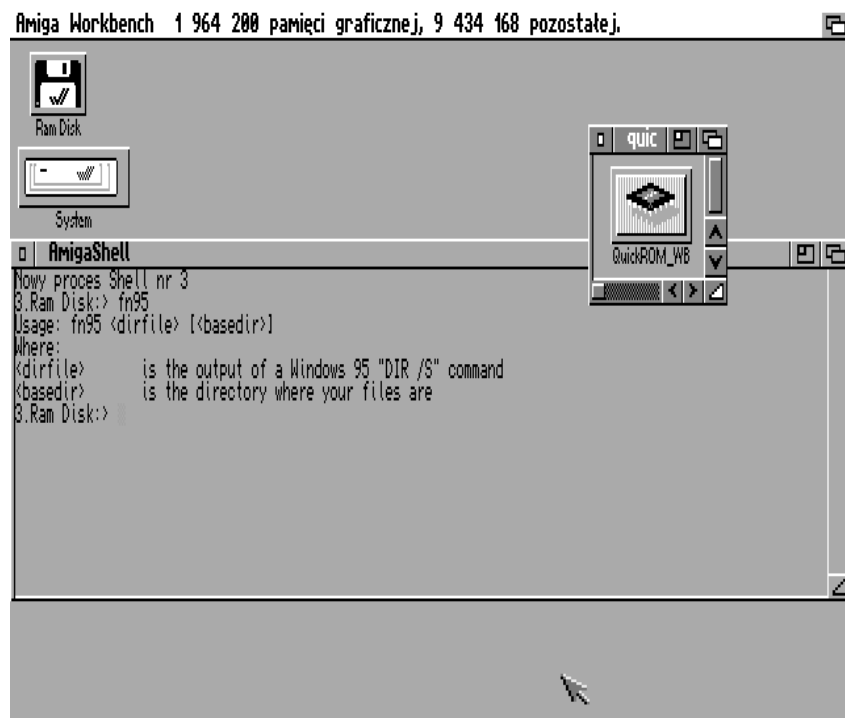 Amiga Workbench 1 964 200 pamięci graficznej, 9 434 168 pozostałej.
Ram Disk
System
quic
QuickROM_WB
AmigaShell
Nowy proces Shell nr 3
3.Ram Disk:> fn95
Usage: fn95 <dirfile> [<basedir>]
Where:
<dirfile> is the output of a Windows 95 "DIR /S" command
<basedir> is the directory where your files are
3.Ram Disk:>